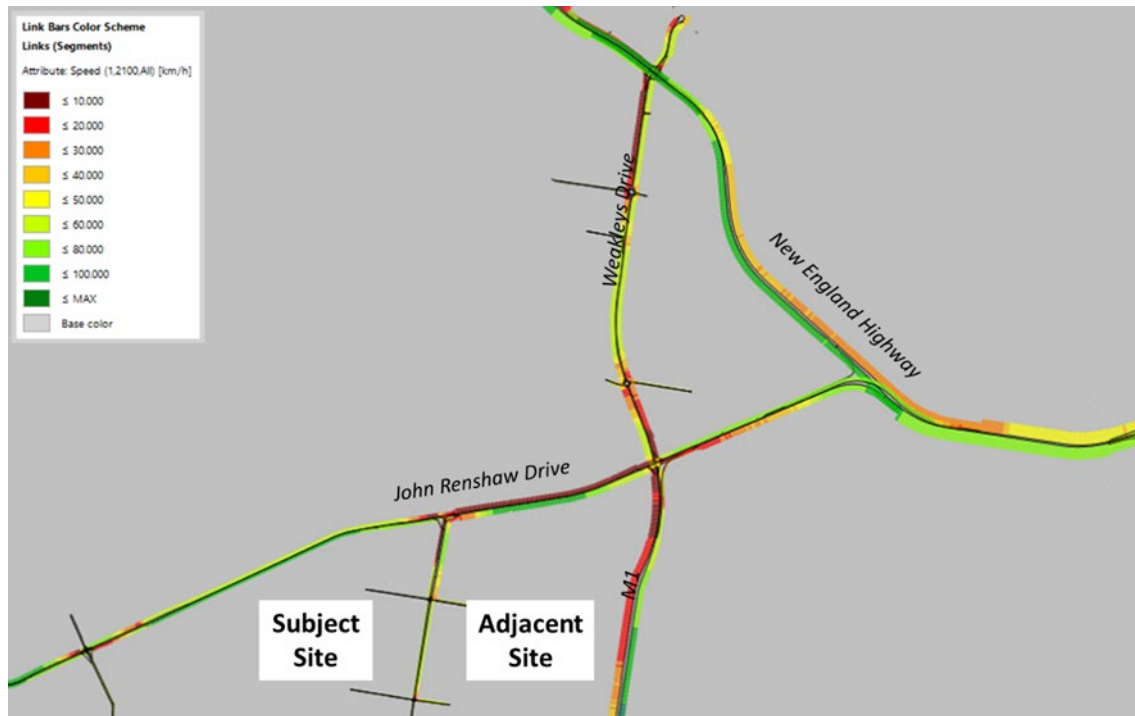 Link Bars Color Scheme
Links (Segments)
Attribute: Speed (1,2100,All) [km/h]
≤ 10.000
≤ 20.000
≤ 30.000
≤ 40.000
≤ 50.000
≤ 60.000
≤ 80.000
≤ 100.000
≤ MAX
Base color
Weakleys Drive
New England Highway
John Renshaw Drive
M1
Subject
Site
Adjacent
Site